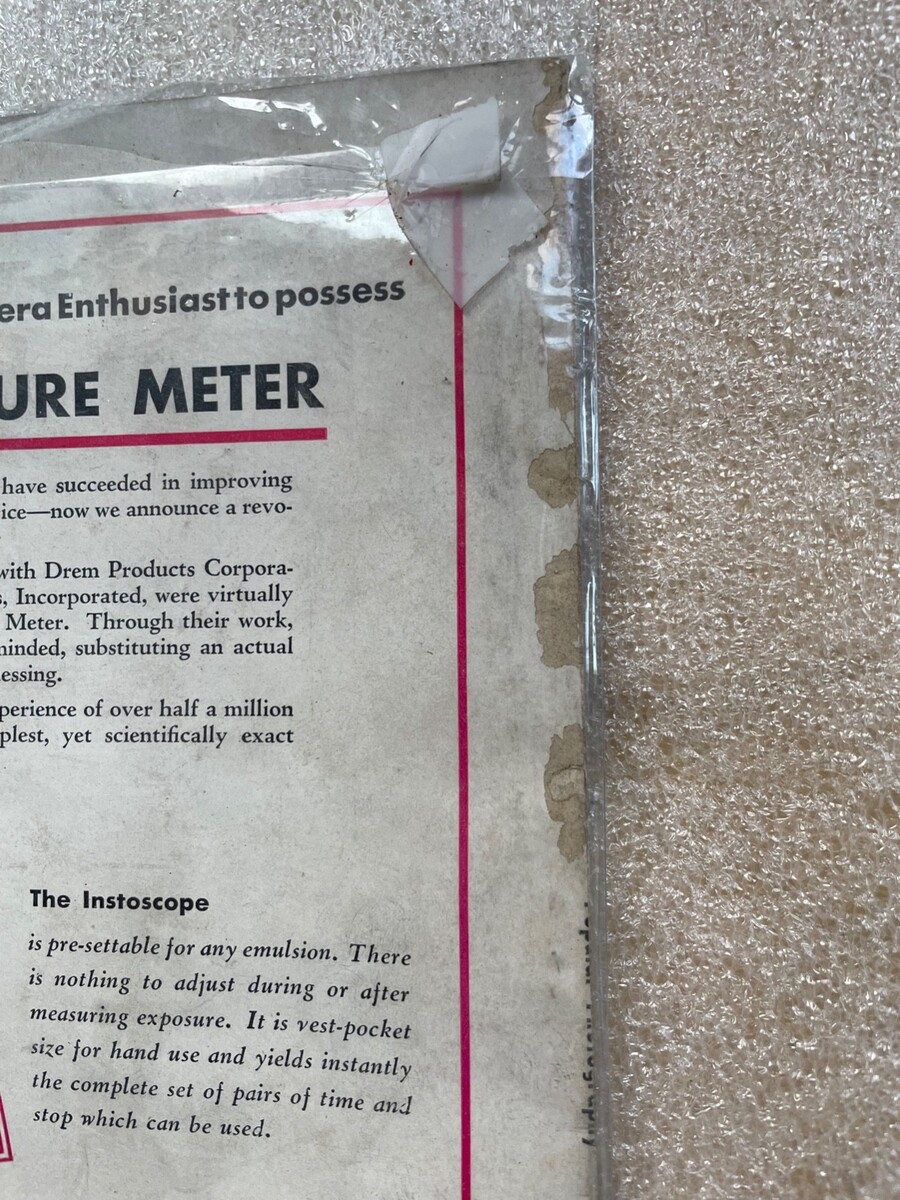 era Enthusiast to possess
URE METER
have succeeded in improving
ice—now we announce a revo-
with Drem Products Corpora-
s, Incorporated, were virtually
Meter. Through their work,
minded, substituting an actual
essing.
perience of over half a million
plest, yet scientifically exact
The Instoscope
is pre-settable for any emulsion. There
is nothing to adjust during or after
measuring exposure. It is vest-pocket
size for hand use and yields instantly
the complete set of pairs of time and
stop which can be used.
Popular Photography